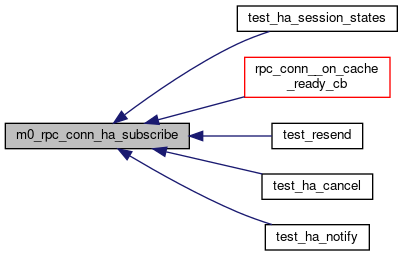 test_ha_session_states
rpc_conn__on_cache
_ready_cb
m0_rpc_conn_ha_subscribe
test_resend
test_ha_cancel
test_ha_notify